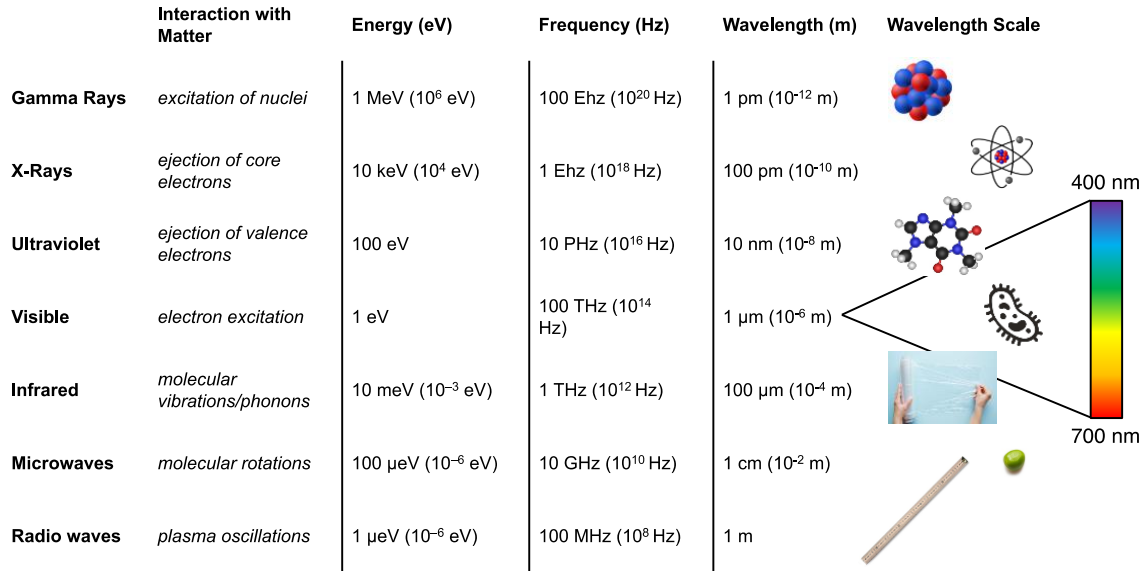 Interaction with
Matter
Energy (eV)
Frequency (Hz)
Wavelength (m)
Wavelength Scale
Gamma Rays
excitation of nuclei
1 MeV (10⁶ eV)
100 Ehz (10²⁰ Hz)
1 pm (10⁻¹² m)
X-Rays
ejection of core
electrons
10 keV (10⁴ eV)
1 Ehz (10¹⁸ Hz)
100 pm (10⁻¹⁰ m)
400 nm
Ultraviolet
ejection of valence
electrons
100 eV
10 PHz (10¹⁶ Hz)
10 nm (10⁻⁸ m)
Visible
electron excitation
1 eV
100 THz (10¹⁴
Hz)
1 µm (10⁻⁶ m)
Infrared
molecular
vibrations/phonons
10 meV (10⁻³ eV)
1 THz (10¹² Hz)
100 µm (10⁻⁴ m)
700 nm
Microwaves
molecular rotations
100 µeV (10⁻⁶ eV)
10 GHz (10¹⁰ Hz)
1 cm (10⁻² m)
Radio waves
plasma oscillations
1 µeV (10⁻⁶ eV)
100 MHz (10⁸ Hz)
1 m